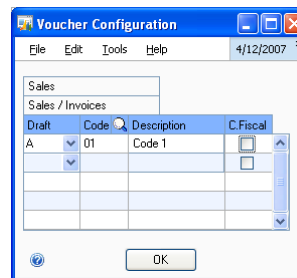 Voucher Configuration
File Edit Tools Help 4/12/2007
Sales
Sales / Invoices
Draft Code Description C.Fiscal
A 01 Code 1
OK